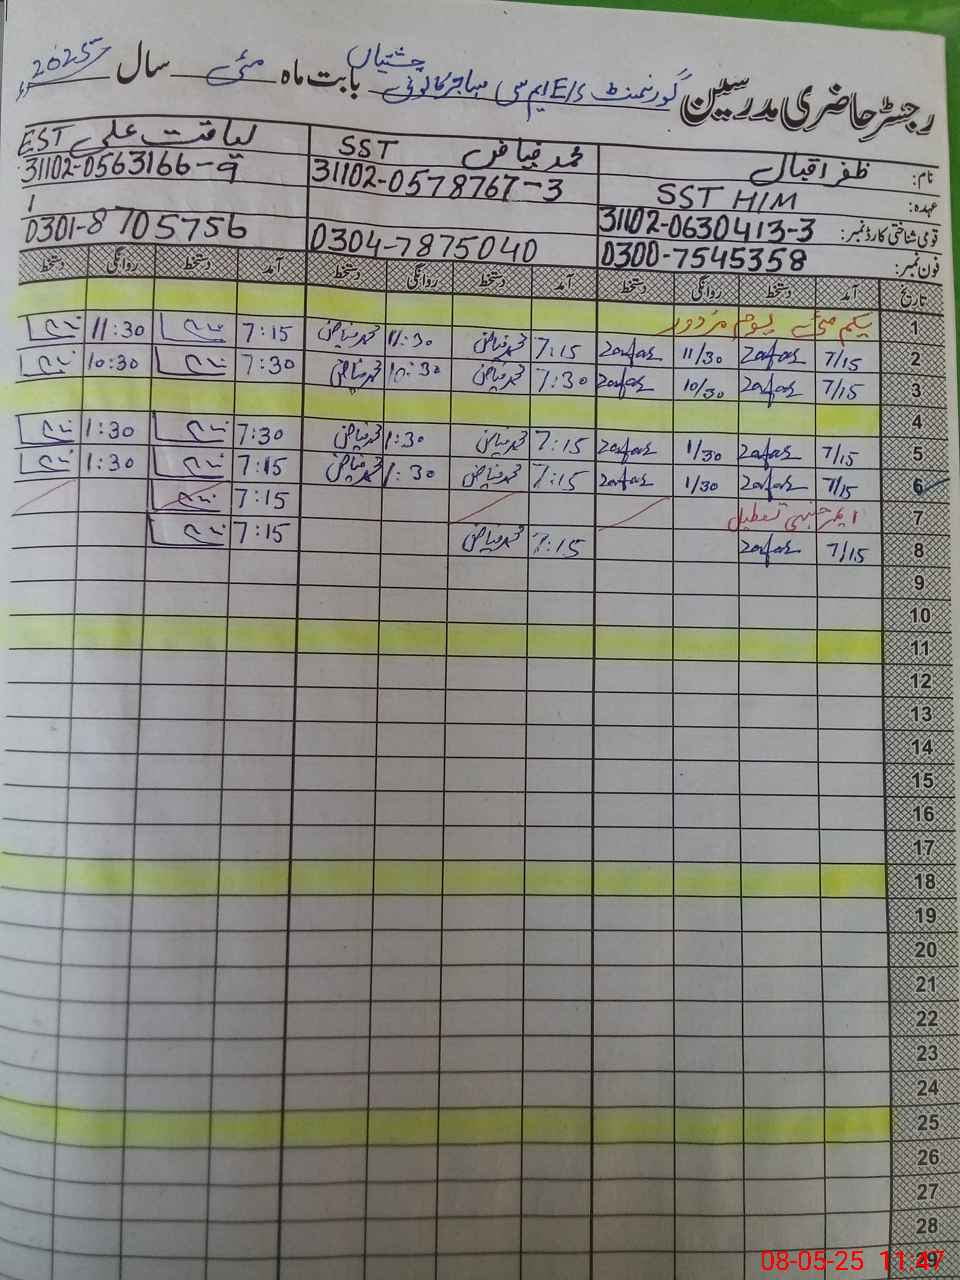 رجسٹر حاضری مدرسین گورنمنٹ E/S ایم سی مہاجر کالونی چشتیاں بابت ماہ مئی سال 2025ء
نام: ظفر اقبال محمد فیاض SST لیاقت علی EST
عہدہ: SST H/M
قومی شناختی کارڈ نمبر: 31102-0630413-3 31102-0578767-3 31102-0563166-9
فون نمبر: 0300-7545358 0304-7875040 0301-8705756
تاریخ آمد دستخط روانگی دستخط آمد دستخط روانگی دستخط آمد دستخط روانگی دستخط
1 یکم مئی یوم مزدور
2 7/15 Zafar 11/30 Zafar 7:15 محمد فیاض 11:30 محمد فیاض 7:15 11:30
3 7/15 Zafar 10/30 Zafar 7:30 محمد فیاض 10:30 محمد فیاض 7:30 10:30
4
5 7/15 Zafar 1/30 Zafar 7:15 محمد فیاض 1:30 محمد فیاض 7:30 1:30
6 7/15 Zafar 1/30 Zafar 7:15 محمد فیاض 1:30 محمد فیاض 7:15 1:30
7 ایمرجنسی تعطیل 7:15
8 7/15 Zafar 7:15 محمد فیاض 7:15
9
10
11
12
13
14
15
16
17
18
19
20
21
22
23
24
25
26
27
28
29
08-05-25 11:47